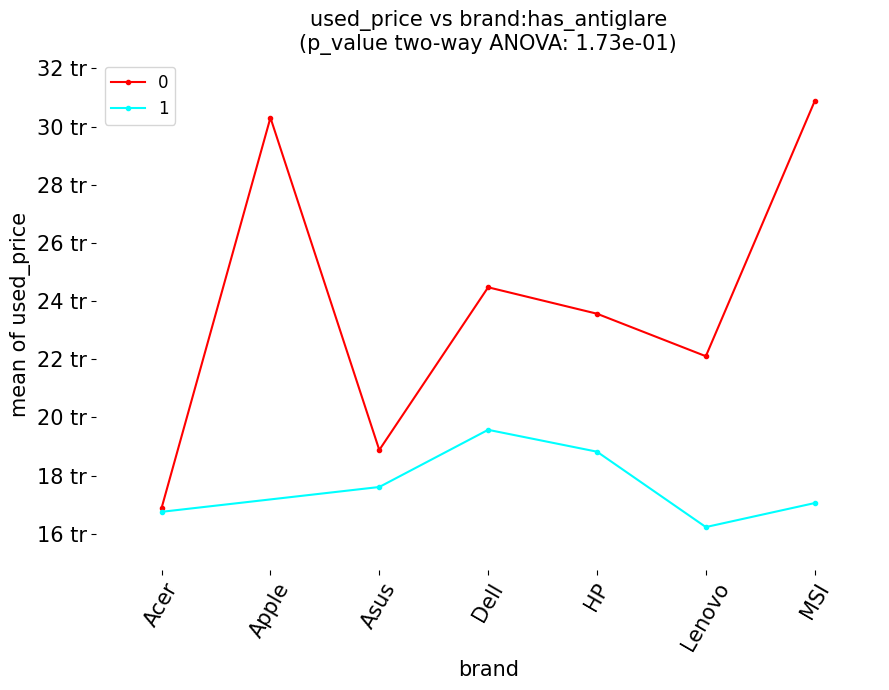 used_price vs brand:has_antiglare
(p_value two-way ANOVA: 1.73e-01)
0
1
32 tr
30 tr
28 tr
26 tr
24 tr
22 tr
20 tr
18 tr
16 tr
mean of used_price
Acer
Apple
Asus
Dell
HP
Lenovo
MSI
brand